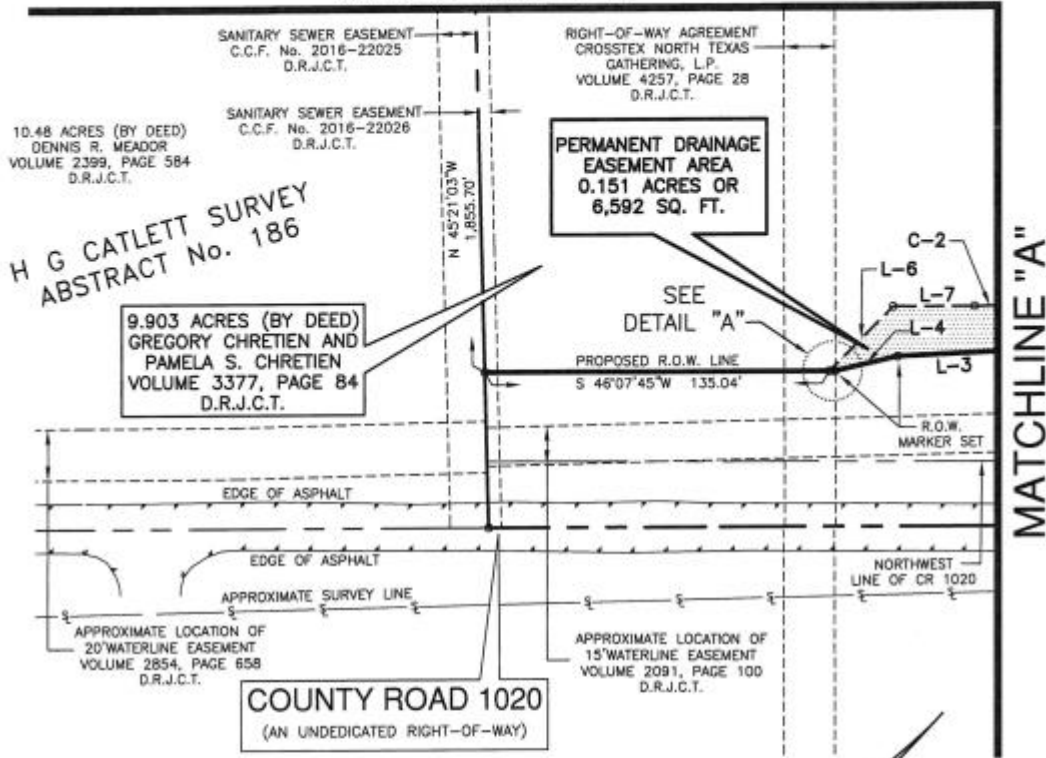 SANITARY SEWER EASEMENT
C.C.F. No. 2016-22025
D.R.J.C.T.
RIGHT-OF-WAY AGREEMENT
CROSSTEX NORTH TEXAS
GATHERING, L.P.
VOLUME 4257, PAGE 28
D.R.J.C.T.
SANITARY SEWER EASEMENT
C.C.F. No. 2016-22026
D.R.J.C.T.
10.48 ACRES (BY DEED)
DENNIS R. MEADOR
VOLUME 2399, PAGE 584
D.R.J.C.T.
PERMANENT DRAINAGE
EASEMENT AREA
0.151 ACRES OR
6,592 SQ. FT.
H G CATLETT SURVEY
ABSTRACT No. 186
N 45°21'03"W
1,855.70'
C-2
L-6
L-7
L-4
L-3
MATCHLINE "A"
SEE
DETAIL "A"
9.903 ACRES (BY DEED)
GREGORY CHRETIEN AND
PAMELA S. CHRETIEN
VOLUME 3377, PAGE 84
D.R.J.C.T.
PROPOSED R.O.W. LINE
S 46°07'45"W 135.04'
R.O.W.
MARKER SET
EDGE OF ASPHALT
EDGE OF ASPHALT
NORTHWEST
LINE OF CR 1020
APPROXIMATE SURVEY LINE
APPROXIMATE LOCATION OF
20'WATERLINE EASEMENT
VOLUME 2854, PAGE 658
D.R.J.C.T.
APPROXIMATE LOCATION OF
15'WATERLINE EASEMENT
VOLUME 2091, PAGE 100
D.R.J.C.T.
COUNTY ROAD 1020
(AN UNDEDICATED RIGHT-OF-WAY)